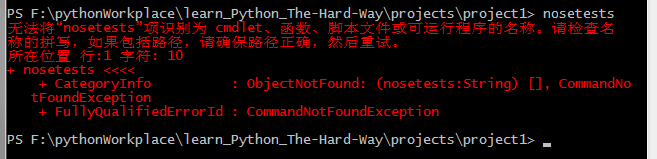 PS F:\pythonWorkplace\learn_Python_The-Hard-Way\projects\project1> nosetests
无法将“nosetests”项识别为 cmdlet、函数、脚本文件或可运行程序的名称。请检查名
称的拼写，如果包括路径，请确保路径正确，然后重试。
所在位置 行:1 字符: 10
+ nosetests <<<<
    + CategoryInfo          : ObjectNotFound: (nosetests:String) [], CommandNo
   tFoundException
    + FullyQualifiedErrorId : CommandNotFoundException
PS F:\pythonWorkplace\learn_Python_The-Hard-Way\projects\project1>